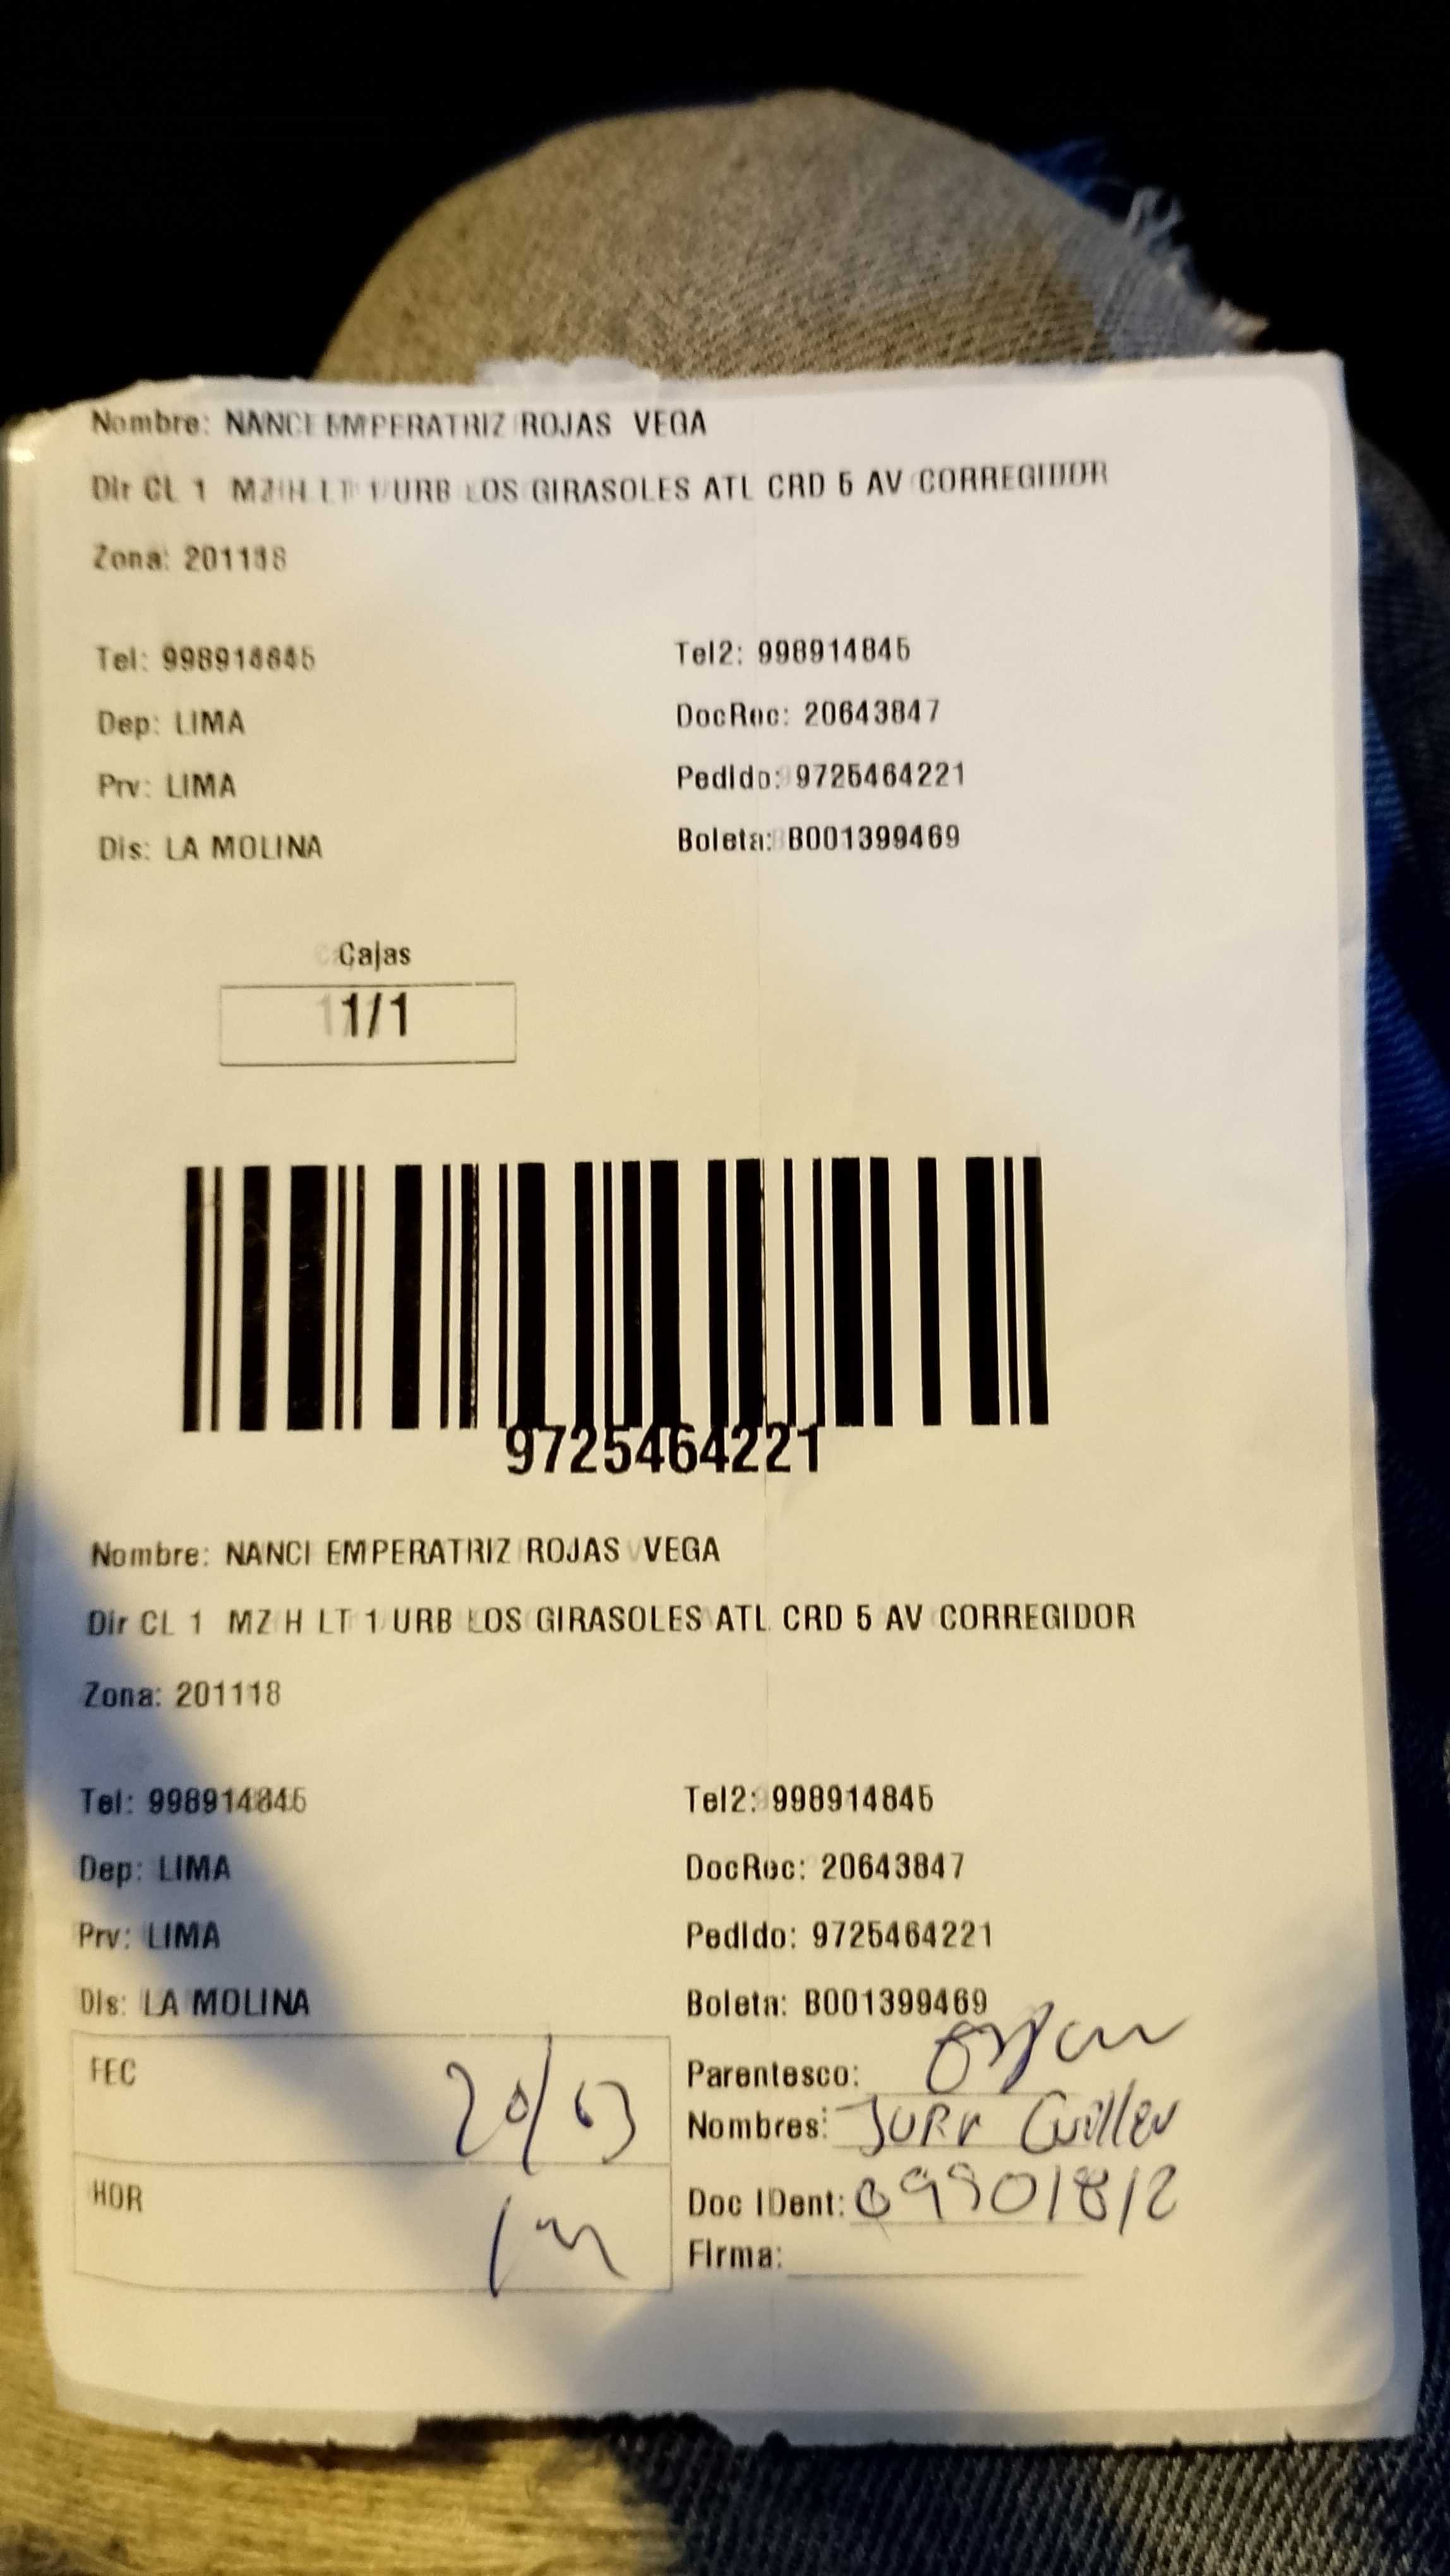 Nombre: NANCI EMPERATRIZ ROJAS VEGA
Dir CL 1 MZ H LT 1 URB LOS GIRASOLES ATL CRD 5 AV CORREGIDOR
Zona: 201118
Tel: 998914845 Tel2: 998914845
Dep: LIMA DocRec: 20643847
Prv: LIMA Pedido: 9725464221
Dis: LA MOLINA Boleta: B001399469
Cajas
1/1
9725464221
Nombre: NANCI EMPERATRIZ ROJAS VEGA
Dir CL 1 MZ H LT 1 URB LOS GIRASOLES ATL CRD 5 AV CORREGIDOR
Zona: 201118
Tel: 998914845 Tel2: 998914845
Dep: LIMA DocRec: 20643847
Prv: LIMA Pedido: 9725464221
Dis: LA MOLINA Boleta: B001399469
FEC 20/03 Parentesco:
Nombres: Guillen
HOR Doc IDent: 09901812
Firma: